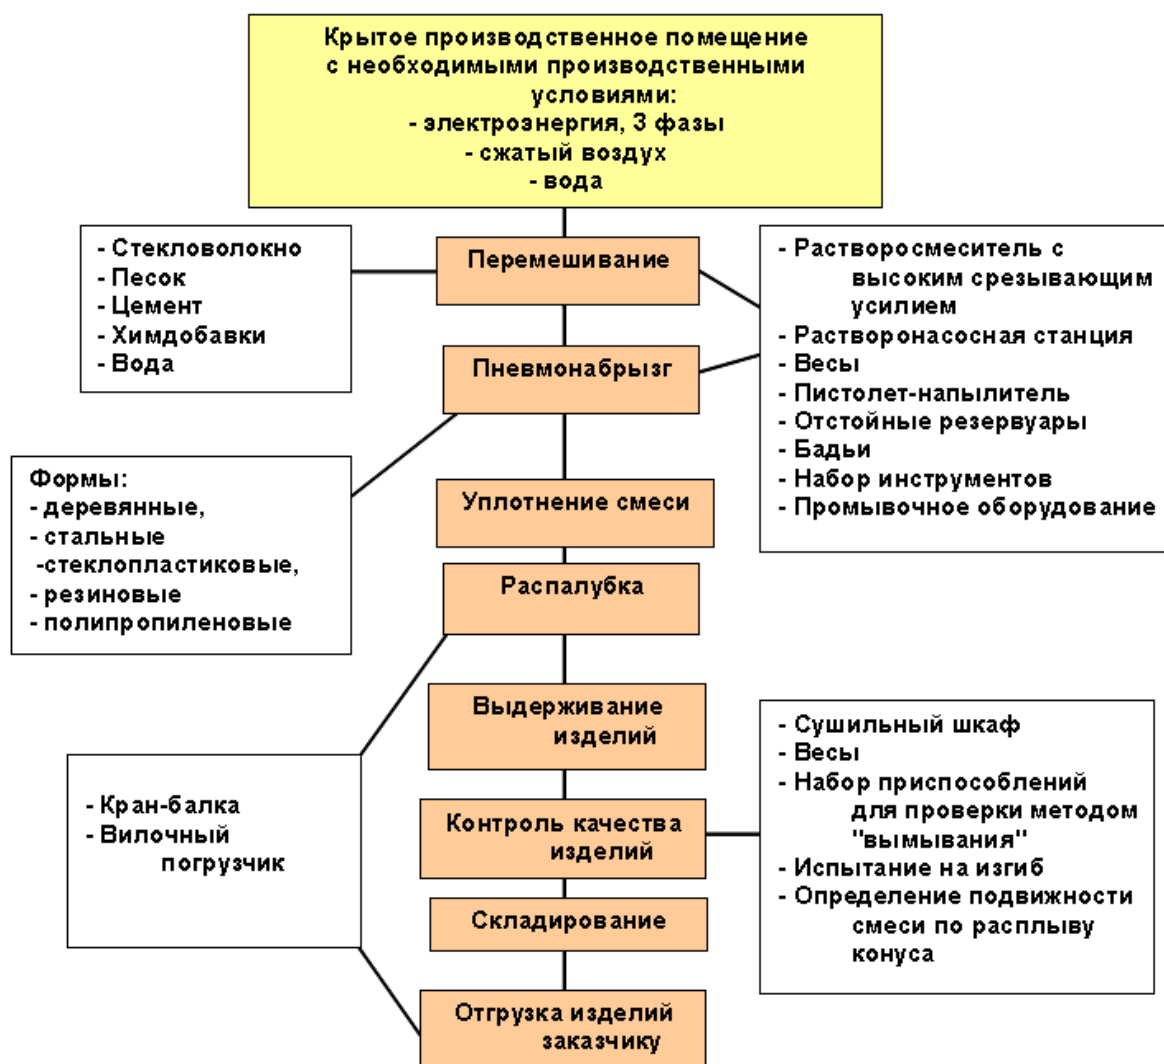 Крытое производственное помещение
с необходимыми производственными
условиями:
- электроэнергия, 3 фазы
- сжатый воздух
- вода
- Стекловолокно
- Песок
- Цемент
- Химдобавки
- Вода
Перемешивание
- Растворосмеситель с
высоким срезывающим
усилием
- Растворонасосная станция
- Весы
- Пистолет-напылитель
- Отстойные резервуары
- Бадьи
- Набор инструментов
- Промывочное оборудование
Пневмонабрызг
Формы:
- деревянные,
- стальные
-стеклопластиковые,
- резиновые
- полипропиленовые
Уплотнение смеси
Распалубка
Выдерживание
изделий
- Кран-балка
- Вилочный
погрузчик
Контроль качества
изделий
- Сушильный шкаф
- Весы
- Набор приспособлений
для проверки методом
"вымывания"
- Испытание на изгиб
- Определение подвижности
смеси по расплыву
конуса
Складирование
Отгрузка изделий
заказчику